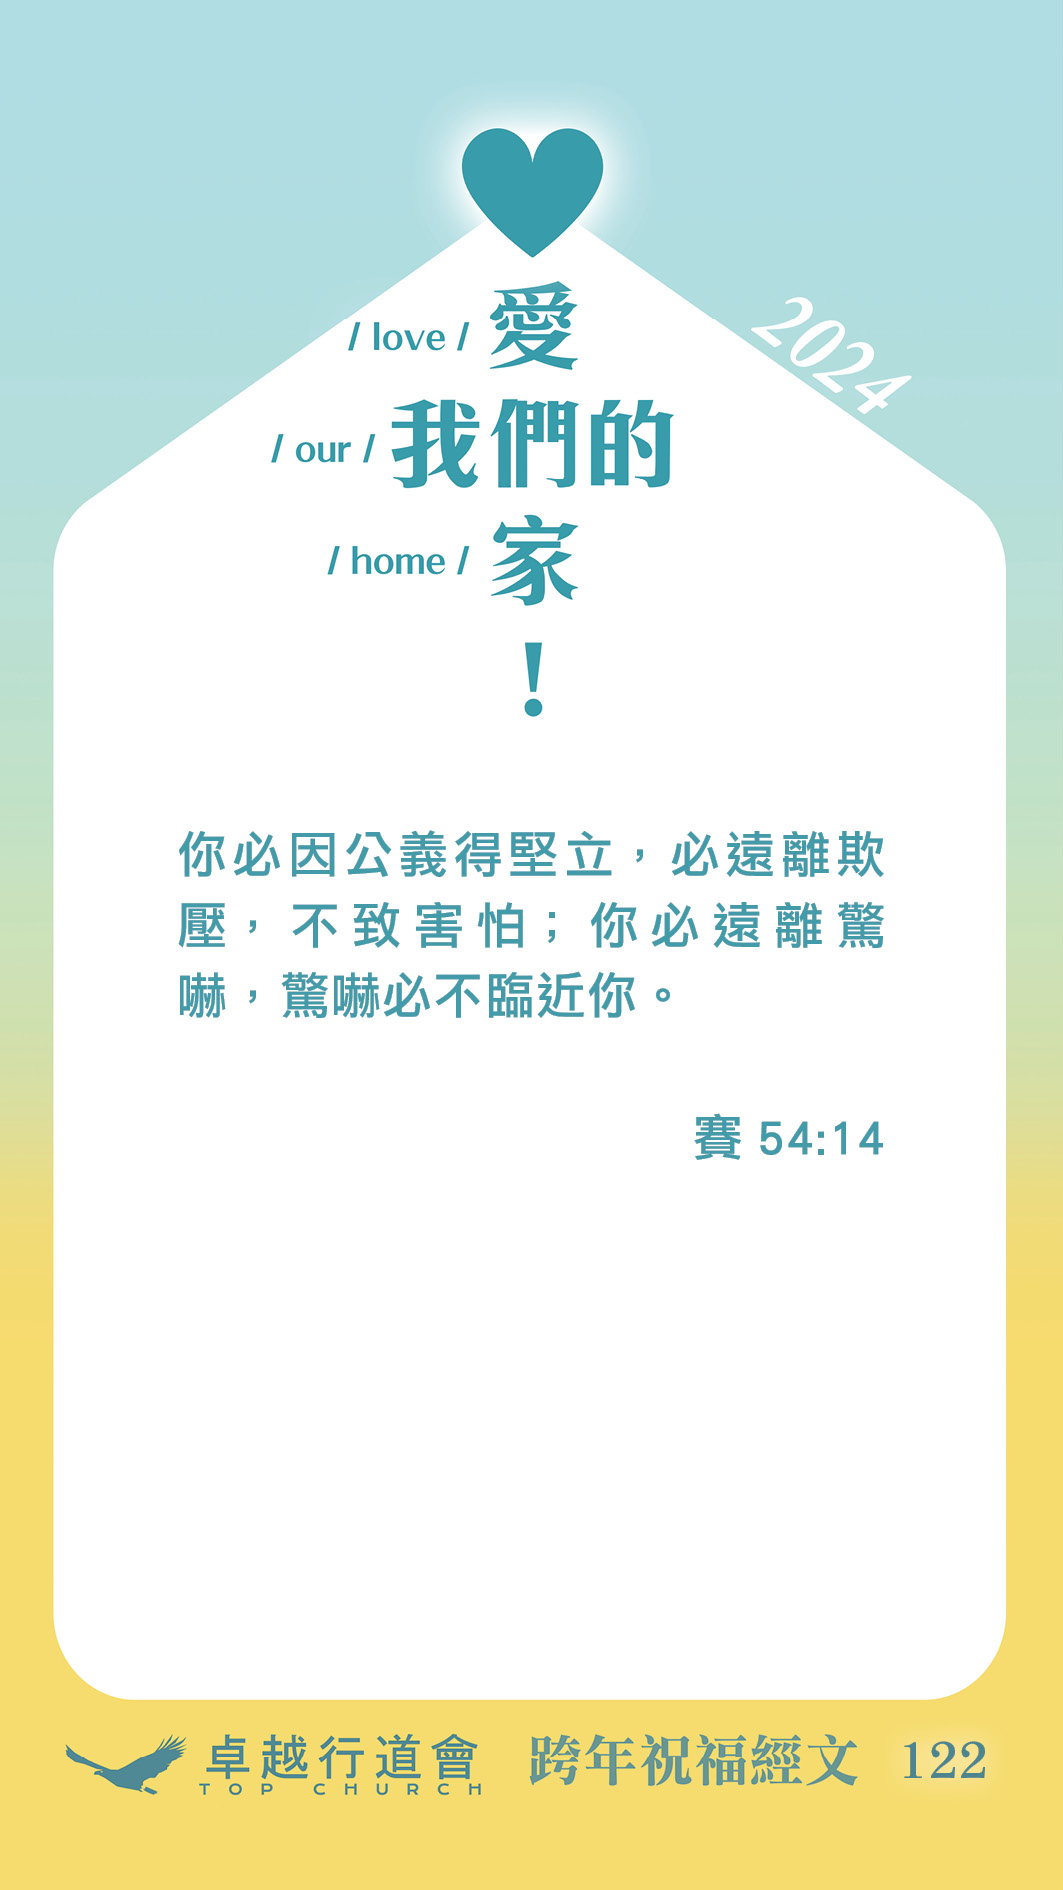 2024
/ love / 愛
/ our / 我們的
/ home / 家
！
你必因公義得堅立，必遠離欺
壓，不致害怕；你必遠離驚
嚇，驚嚇必不臨近你。
賽 54:14
卓越行道會
TOP CHURCH
跨年祝福經文 122